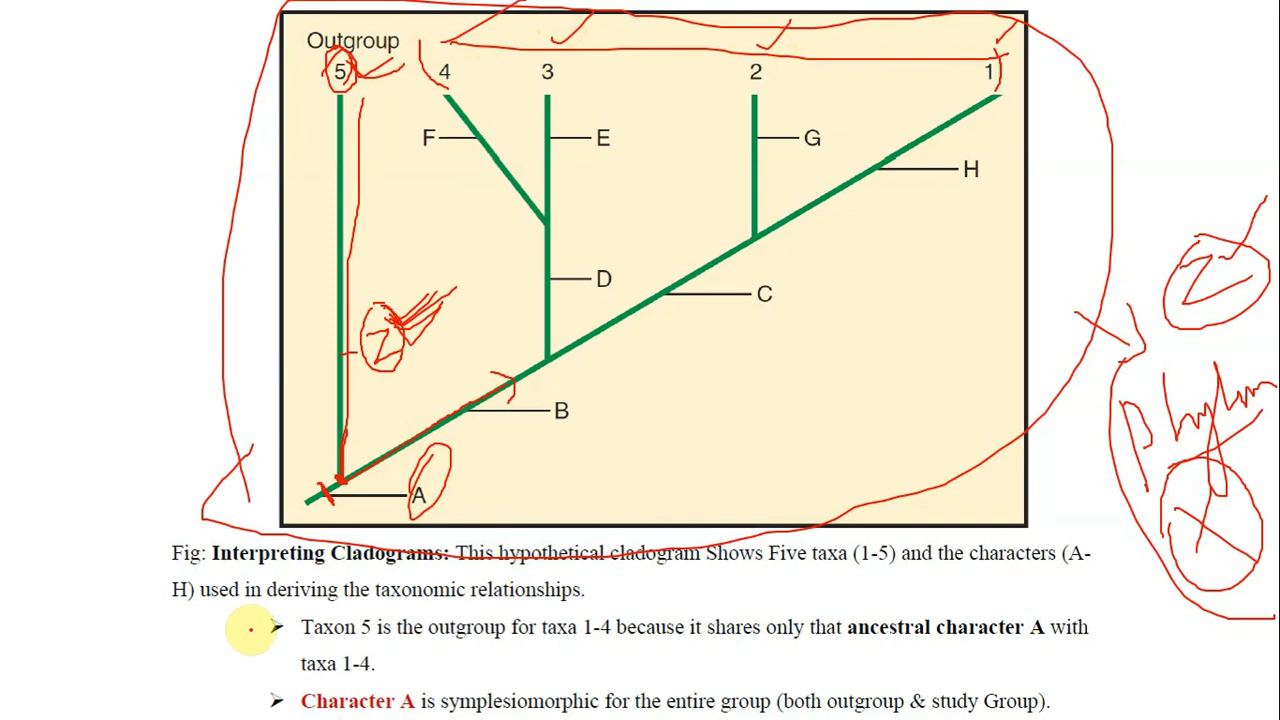 Outgroup
5 4 3 2 1
F E G
H
D
C
Z
Z
B
A
Fig: Interpreting Cladograms: This hypothetical cladogram Shows Five taxa (1-5) and the characters (A-
H) used in deriving the taxonomic relationships.
➢ Taxon 5 is the outgroup for taxa 1-4 because it shares only that ancestral character A with
taxa 1-4.
➢ Character A is symplesiomorphic for the entire group (both outgroup & study Group).